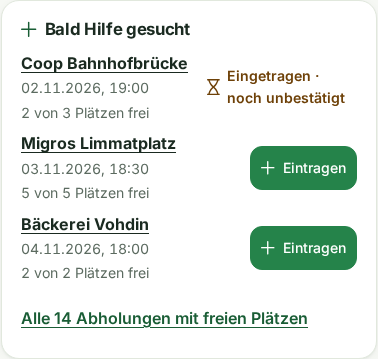 Bald Hilfe gesucht
Coop Bahnhofbrücke
02.11.2026, 19:00
2 von 3 Plätzen frei
Eingetragen ·
noch unbestätigt
Migros Limmatplatz
03.11.2026, 18:30
5 von 5 Plätzen frei
Eintragen
Bäckerei Vohdin
04.11.2026, 18:00
2 von 2 Plätzen frei
Eintragen
Alle 14 Abholungen mit freien Plätzen